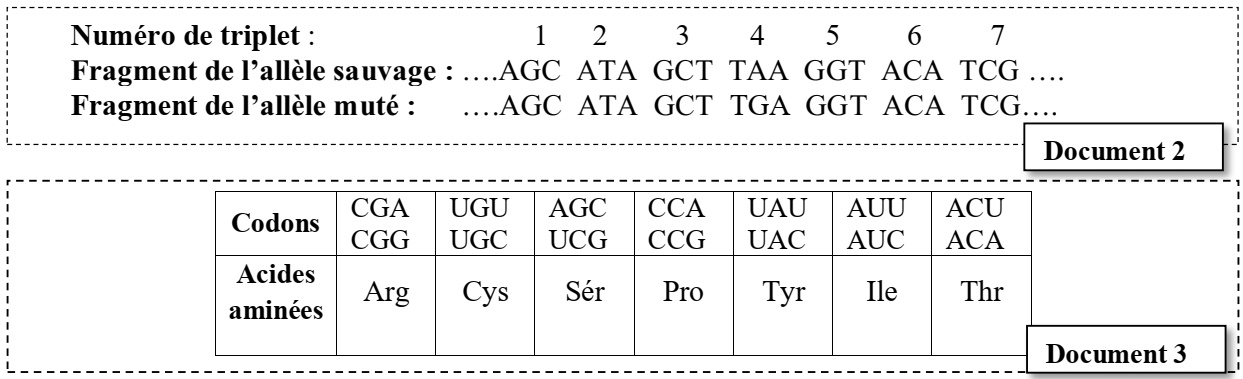 Numéro de triplet : 1 2 3 4 5 6 7
Fragment de l’allèle sauvage : ….AGC ATA GCT TAA GGT ACA TCG ….
Fragment de l’allèle muté : ….AGC ATA GCT TGA GGT ACA TCG….
Document 2
Codons CGA UGU AGC CCA UAU AUU ACU
CGG UGC UCG CCG UAC AUC ACA
Acides aminées Arg Cys Sér Pro Tyr Ile Thr
Document 3